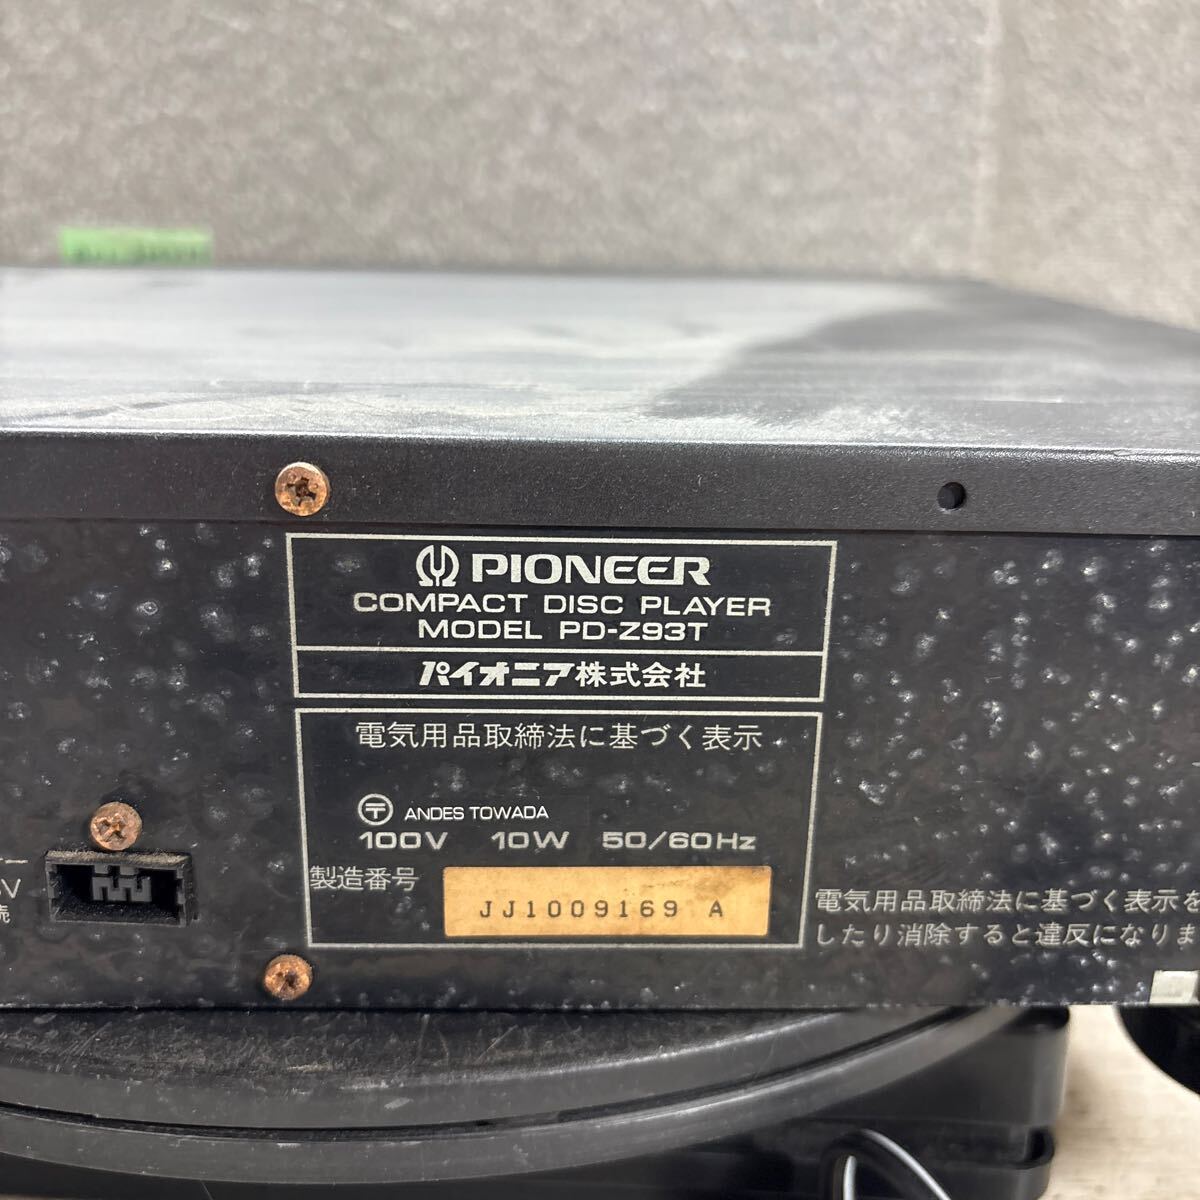 PIONEER
COMPACT DISC PLAYER
MODEL PD-Z93T
パイオニア株式会社
電気用品取締法に基づく表示
〒 ANDES TOWADA
100V 10W 50/60Hz
製造番号
JJ1009169 A
電気用品取締法に基づく表示を
したり消除すると違反になりま
V
続